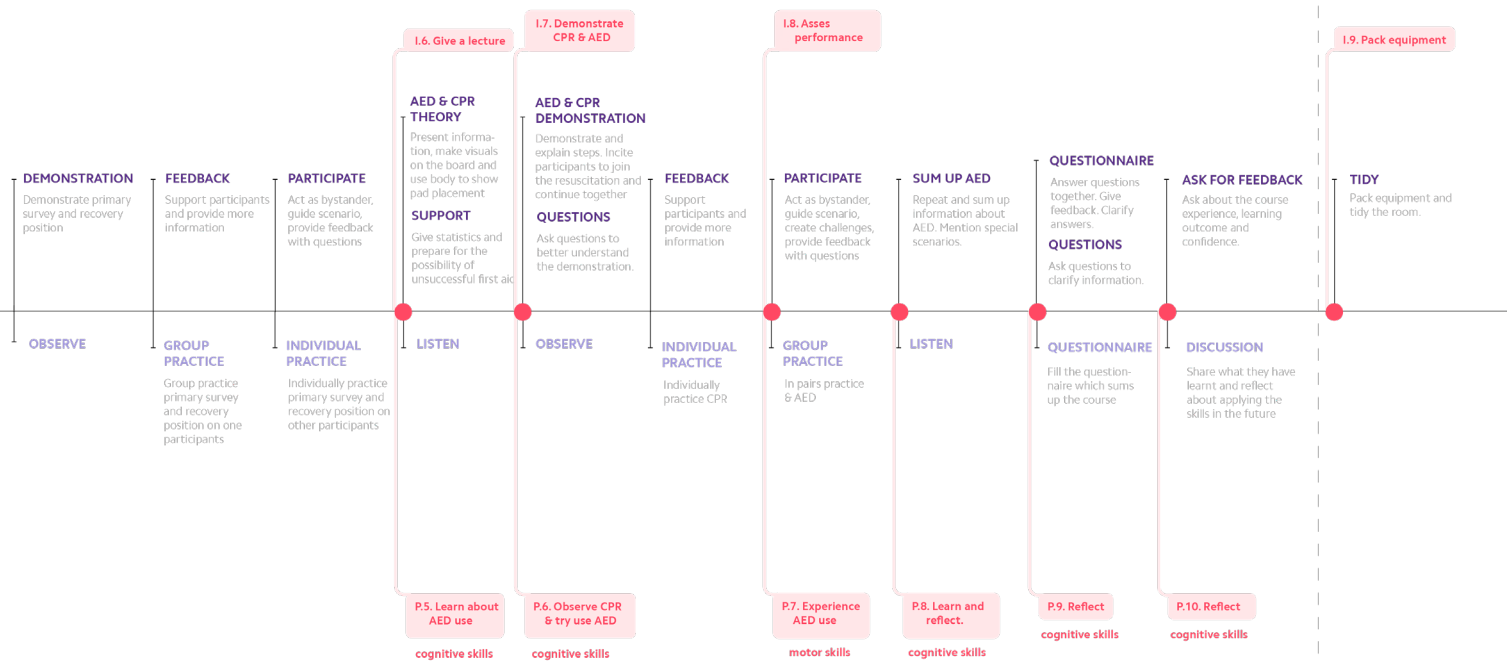 I.6. Give a lecture
I.7. Demonstrate
CPR & AED
I.8. Asses
performance
I.9. Pack equipment
DEMONSTRATION
Demonstrate primary
survey and recovery
position
FEEDBACK
Support participants
and provide more
information
PARTICIPATE
Act as bystander,
guide scenario,
provide feedback
with questions
AED & CPR
THEORY
Present informa-
tion, make visuals
on the board and
use body to show
pad placement
SUPPORT
Give statistics and
prepare for the
possibility of
unsuccessful first aid
AED & CPR
DEMONSTRATION
Demonstrate and
explain steps. Incite
participants to join
the resuscitation and
continue together
QUESTIONS
Ask questions to
better understand
the demonstration.
FEEDBACK
Support
participants and
provide more
information
PARTICIPATE
Act as bystander,
guide scenario,
create challenges,
provide feedback
with questions
SUM UP AED
Repeat and sum up
information about
AED. Mention special
scenarios.
QUESTIONNAIRE
Answer questions
together. Give
feedback. Clarify
answers.
QUESTIONS
Ask questions to
clarify information.
ASK FOR FEEDBACK
Ask about the course
experience, learning
outcome and
confidence.
TIDY
Pack equipment and
tidy the room.
OBSERVE
GROUP
PRACTICE
Group practice
primary survey
and recovery
position on one
participants
INDIVIDUAL
PRACTICE
Individually practice
primary survey and
recovery position on
other participants
LISTEN
OBSERVE
INDIVIDUAL
PRACTICE
Individually
practice CPR
GROUP
PRACTICE
In pairs practice
& AED
LISTEN
QUESTIONNAIRE
Fill the question-
naire which sums
up the course
DISCUSSION
Share what they have
learnt and reflect
about applying the
skills in the future
P.5. Learn about
AED use
cognitive skills
P.6. Observe CPR
& try use AED
cognitive skills
P.7. Experience
AED use
motor skills
P.8. Learn and
reflect.
cognitive skills
P.9. Reflect
cognitive skills
P.10. Reflect
cognitive skills